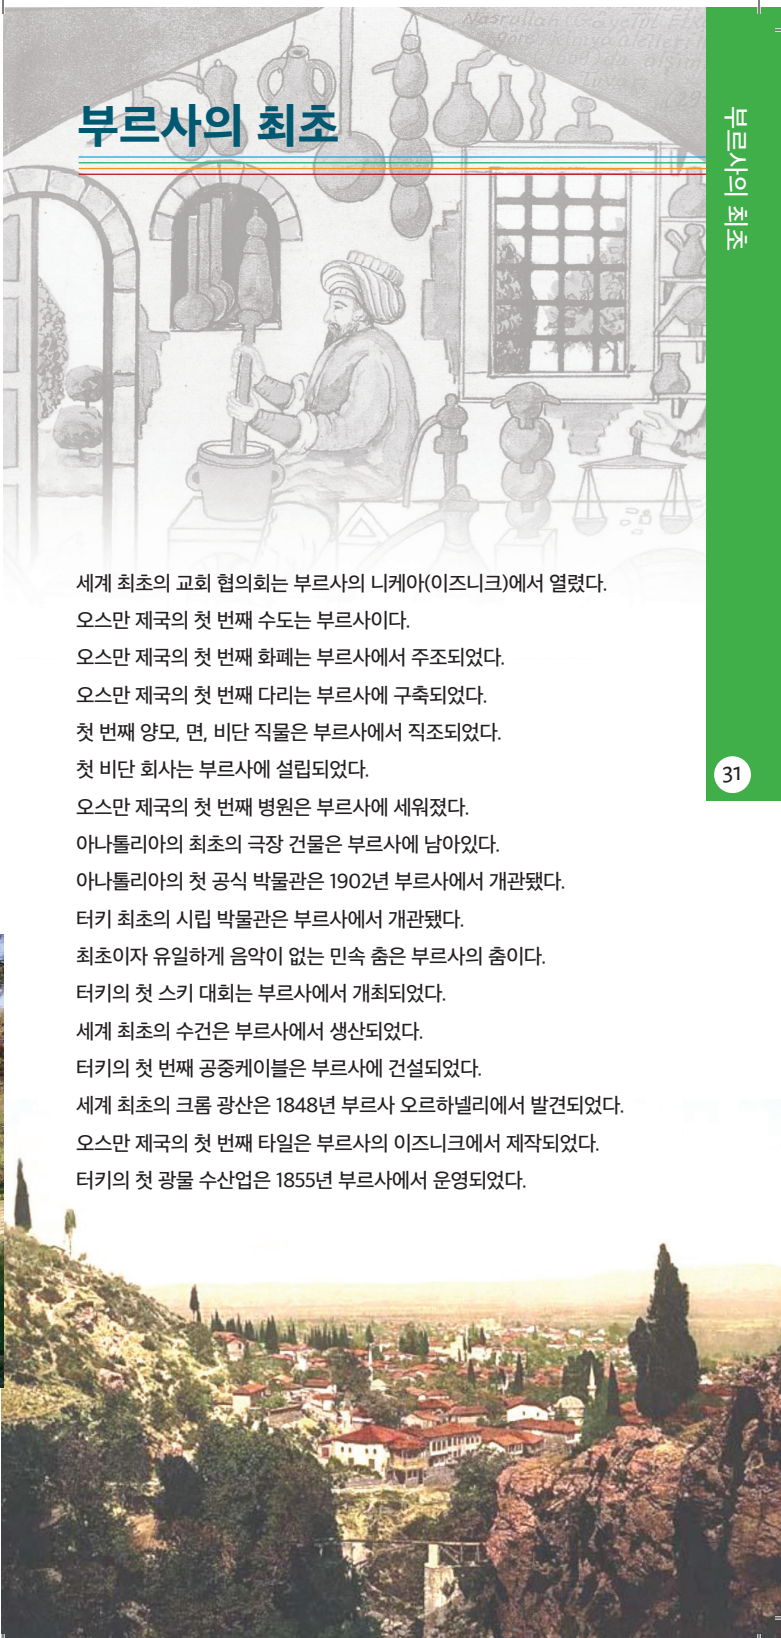 부르사의 최초
부르사의 최초
세계 최초의 교회 협의회는 부르사의 니케아(이즈니크)에서 열렸다.
오스만 제국의 첫 번째 수도는 부르사이다.
오스만 제국의 첫 번째 화폐는 부르사에서 주조되었다.
오스만 제국의 첫 번째 다리는 부르사에 구축되었다.
첫 번째 양모, 면, 비단 직물은 부르사에서 직조되었다.
첫 비단 회사는 부르사에 설립되었다.
오스만 제국의 첫 번째 병원은 부르사에 세워졌다.
아나톨리아의 최초의 극장 건물은 부르사에 남아있다.
아나톨리아의 첫 공식 박물관은 1902년 부르사에서 개관됐다.
터키 최초의 시립 박물관은 부르사에서 개관됐다.
최초이자 유일하게 음악이 없는 민속 춤은 부르사의 춤이다.
터키의 첫 스키 대회는 부르사에서 개최되었다.
세계 최초의 수건은 부르사에서 생산되었다.
터키의 첫 번째 공중케이블은 부르사에 건설되었다.
세계 최초의 크롬 광산은 1848년 부르사 오르하넬리에서 발견되었다.
오스만 제국의 첫 번째 타일은 부르사의 이즈니크에서 제작되었다.
터키의 첫 광물 수산업은 1855년 부르사에서 운영되었다.
31